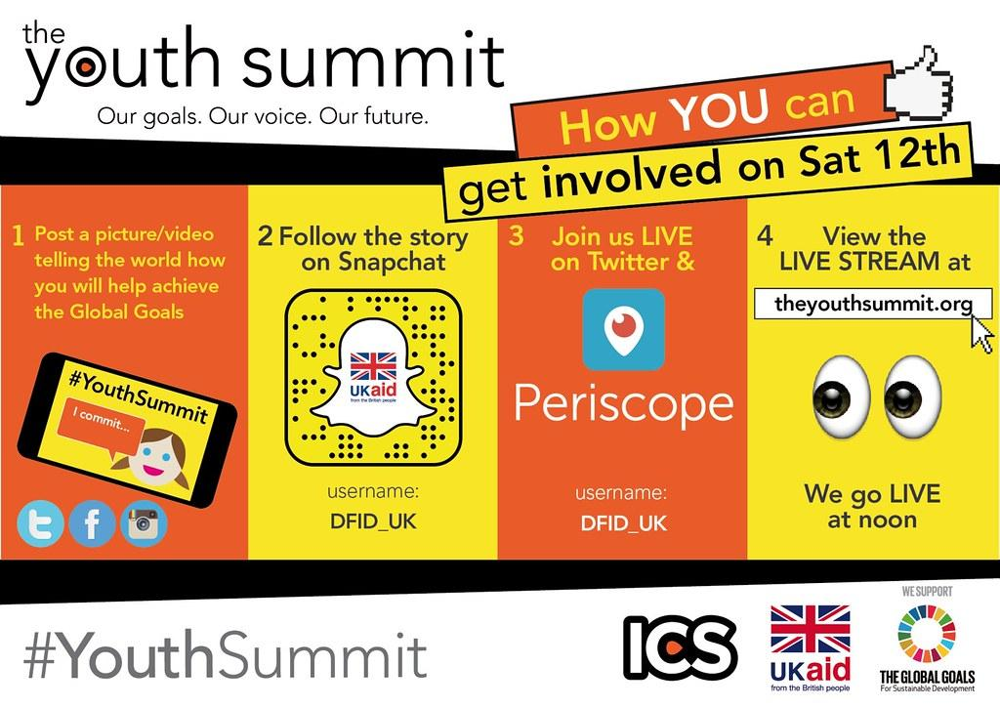 the
youth summit
Our goals. Our voice. Our future.
How YOU can
get involved on Sat 12th
1 Post a picture/video
telling the world how
you will help achieve
the Global Goals
#YouthSummit
I commit...
2 Follow the story
on Snapchat
UKaid
from the British people
username:
DFID_UK
3 Join us LIVE
on Twitter &
Periscope
username:
DFID_UK
4 View the
LIVE STREAM at
theyouthsummit.org
We go LIVE
at noon
#YouthSummit
ICS
UKaid
from the British people
WE SUPPORT
THE GLOBAL GOALS
For Sustainable Development